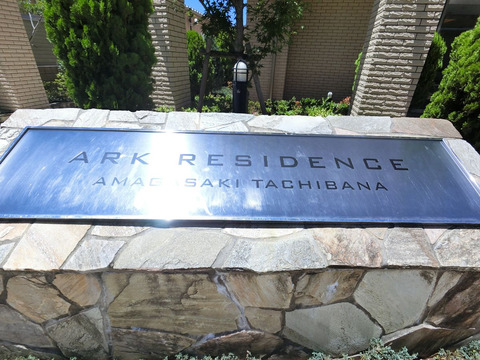 ARK RESIDENCE
AMAGASAKI TACHIBANA